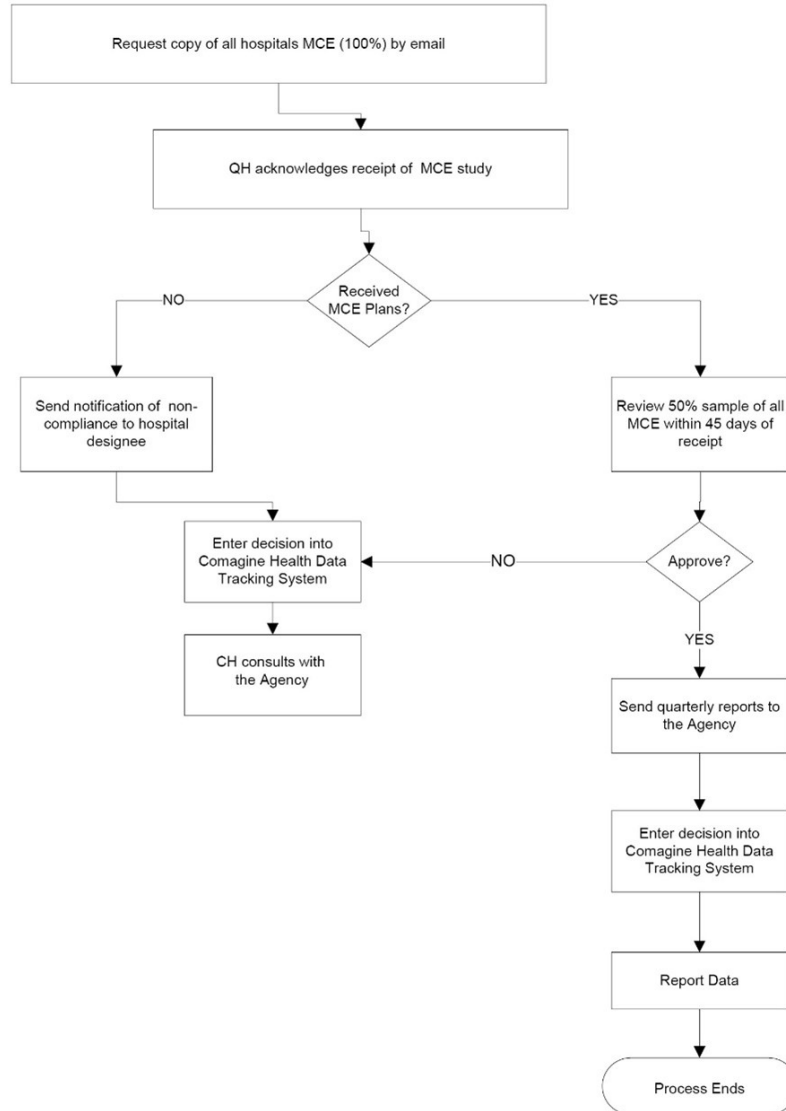 Request copy of all hospitals MCE (100%) by email
QH acknowledges receipt of  MCE study
Received
MCE Plans?
NO
YES
Send notification of  non-
compliance to hospital
designee
Review 50% sample of all
MCE within 45 days of
receipt
Enter decision into
Comagine Health Data
Tracking System
NO
Approve?
YES
CH consults with
the Agency
Send quarterly reports to
the Agency
Enter decision into
Comagine Health Data
Tracking System
Report Data
Process Ends